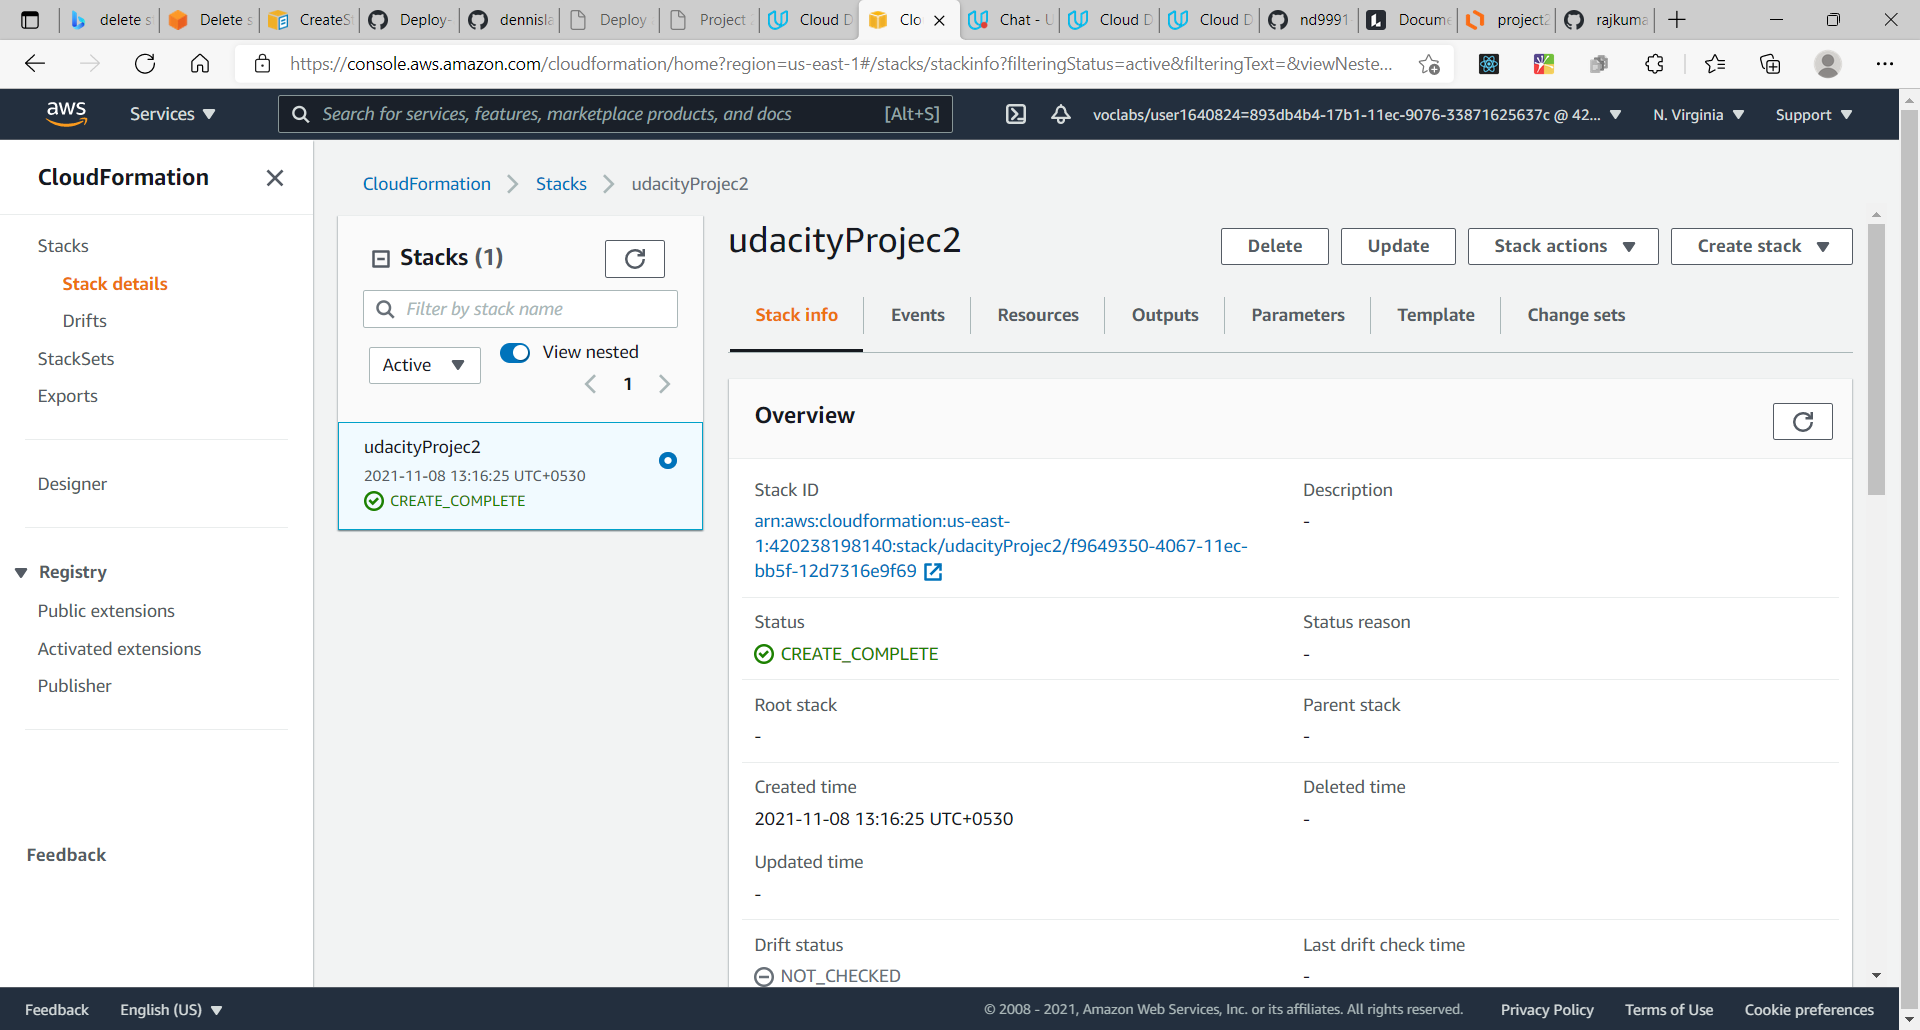 delete s
Delete s
CreateSt
Deploy-
dennisla
Deploy
Project
Cloud D
Clo
Chat - U
Cloud D
Cloud D
nd9991
Docume
project2
rajkuma
https://console.aws.amazon.com/cloudformation/home?region=us-east-1#/stacks/stackinfo?filteringStatus=active&filteringText=&viewNeste...
aws
Services
Search for services, features, marketplace products, and docs
[Alt+S]
voclabs/user1640824=893db4b4-17b1-11ec-9076-33871625637c @ 42...
N. Virginia
Support
CloudFormation
Stacks
Stack details
Drifts
StackSets
Exports
Designer
Registry
Public extensions
Activated extensions
Publisher
Feedback
CloudFormation
Stacks
udacityProjec2
Stacks (1)
Filter by stack name
Active
View nested
1
udacityProjec2
2021-11-08 13:16:25 UTC+0530
CREATE_COMPLETE
udacityProjec2
Delete
Update
Stack actions
Create stack
Stack info
Events
Resources
Outputs
Parameters
Template
Change sets
Overview
Stack ID
arn:aws:cloudformation:us-east-
1:420238198140:stack/udacityProjec2/f9649350-4067-11ec-
bb5f-12d7316e9f69
Description
-
Status
CREATE_COMPLETE
Status reason
-
Root stack
-
Parent stack
-
Created time
2021-11-08 13:16:25 UTC+0530
Deleted time
-
Updated time
-
Drift status
NOT_CHECKED
Last drift check time
-
Feedback
English (US)
© 2008 - 2021, Amazon Web Services, Inc. or its affiliates. All rights reserved.
Privacy Policy
Terms of Use
Cookie preferences